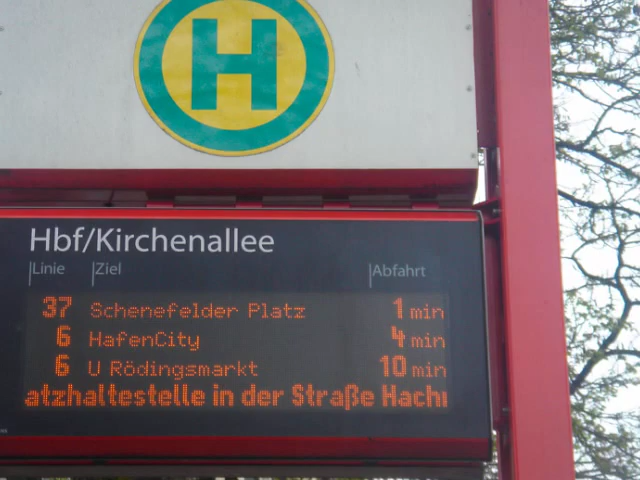 H
Hbf/Kirchenallee
Linie Ziel Abfahrt
37 Schenefelder Platz 1 min
6 HafenCity 4 min
6 U Rödingsmarkt 10 min
atzhaltestelle in der Straße Hachi